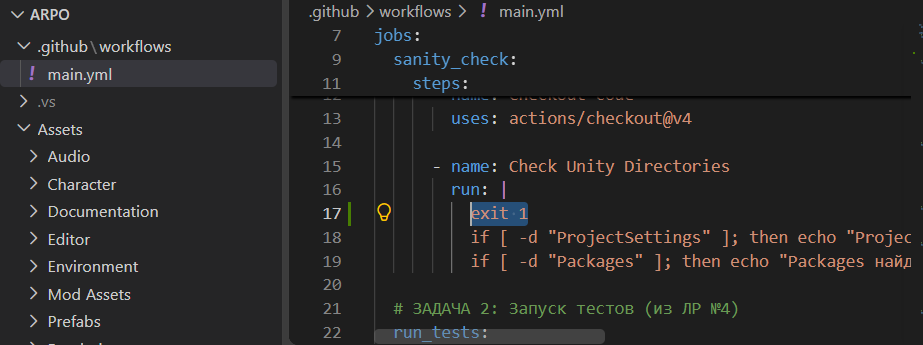 ARPO
.github\workflows
! main.yml
.vs
Assets
Audio
Character
Documentation
Editor
Environment
Mod Assets
Prefabs
.github > workflows > ! main.yml
7 jobs:
9 sanity_check:
11 steps:
13 uses: actions/checkout@v4
14
15 - name: Check Unity Directories
16 run: |
17 exit 1
18 if [ -d "ProjectSettings" ]; then echo "Projec
19 if [ -d "Packages" ]; then echo "Packages найд
20
21 # ЗАДАЧА 2: Запуск тестов (из ЛР №4)
22 run_tests: